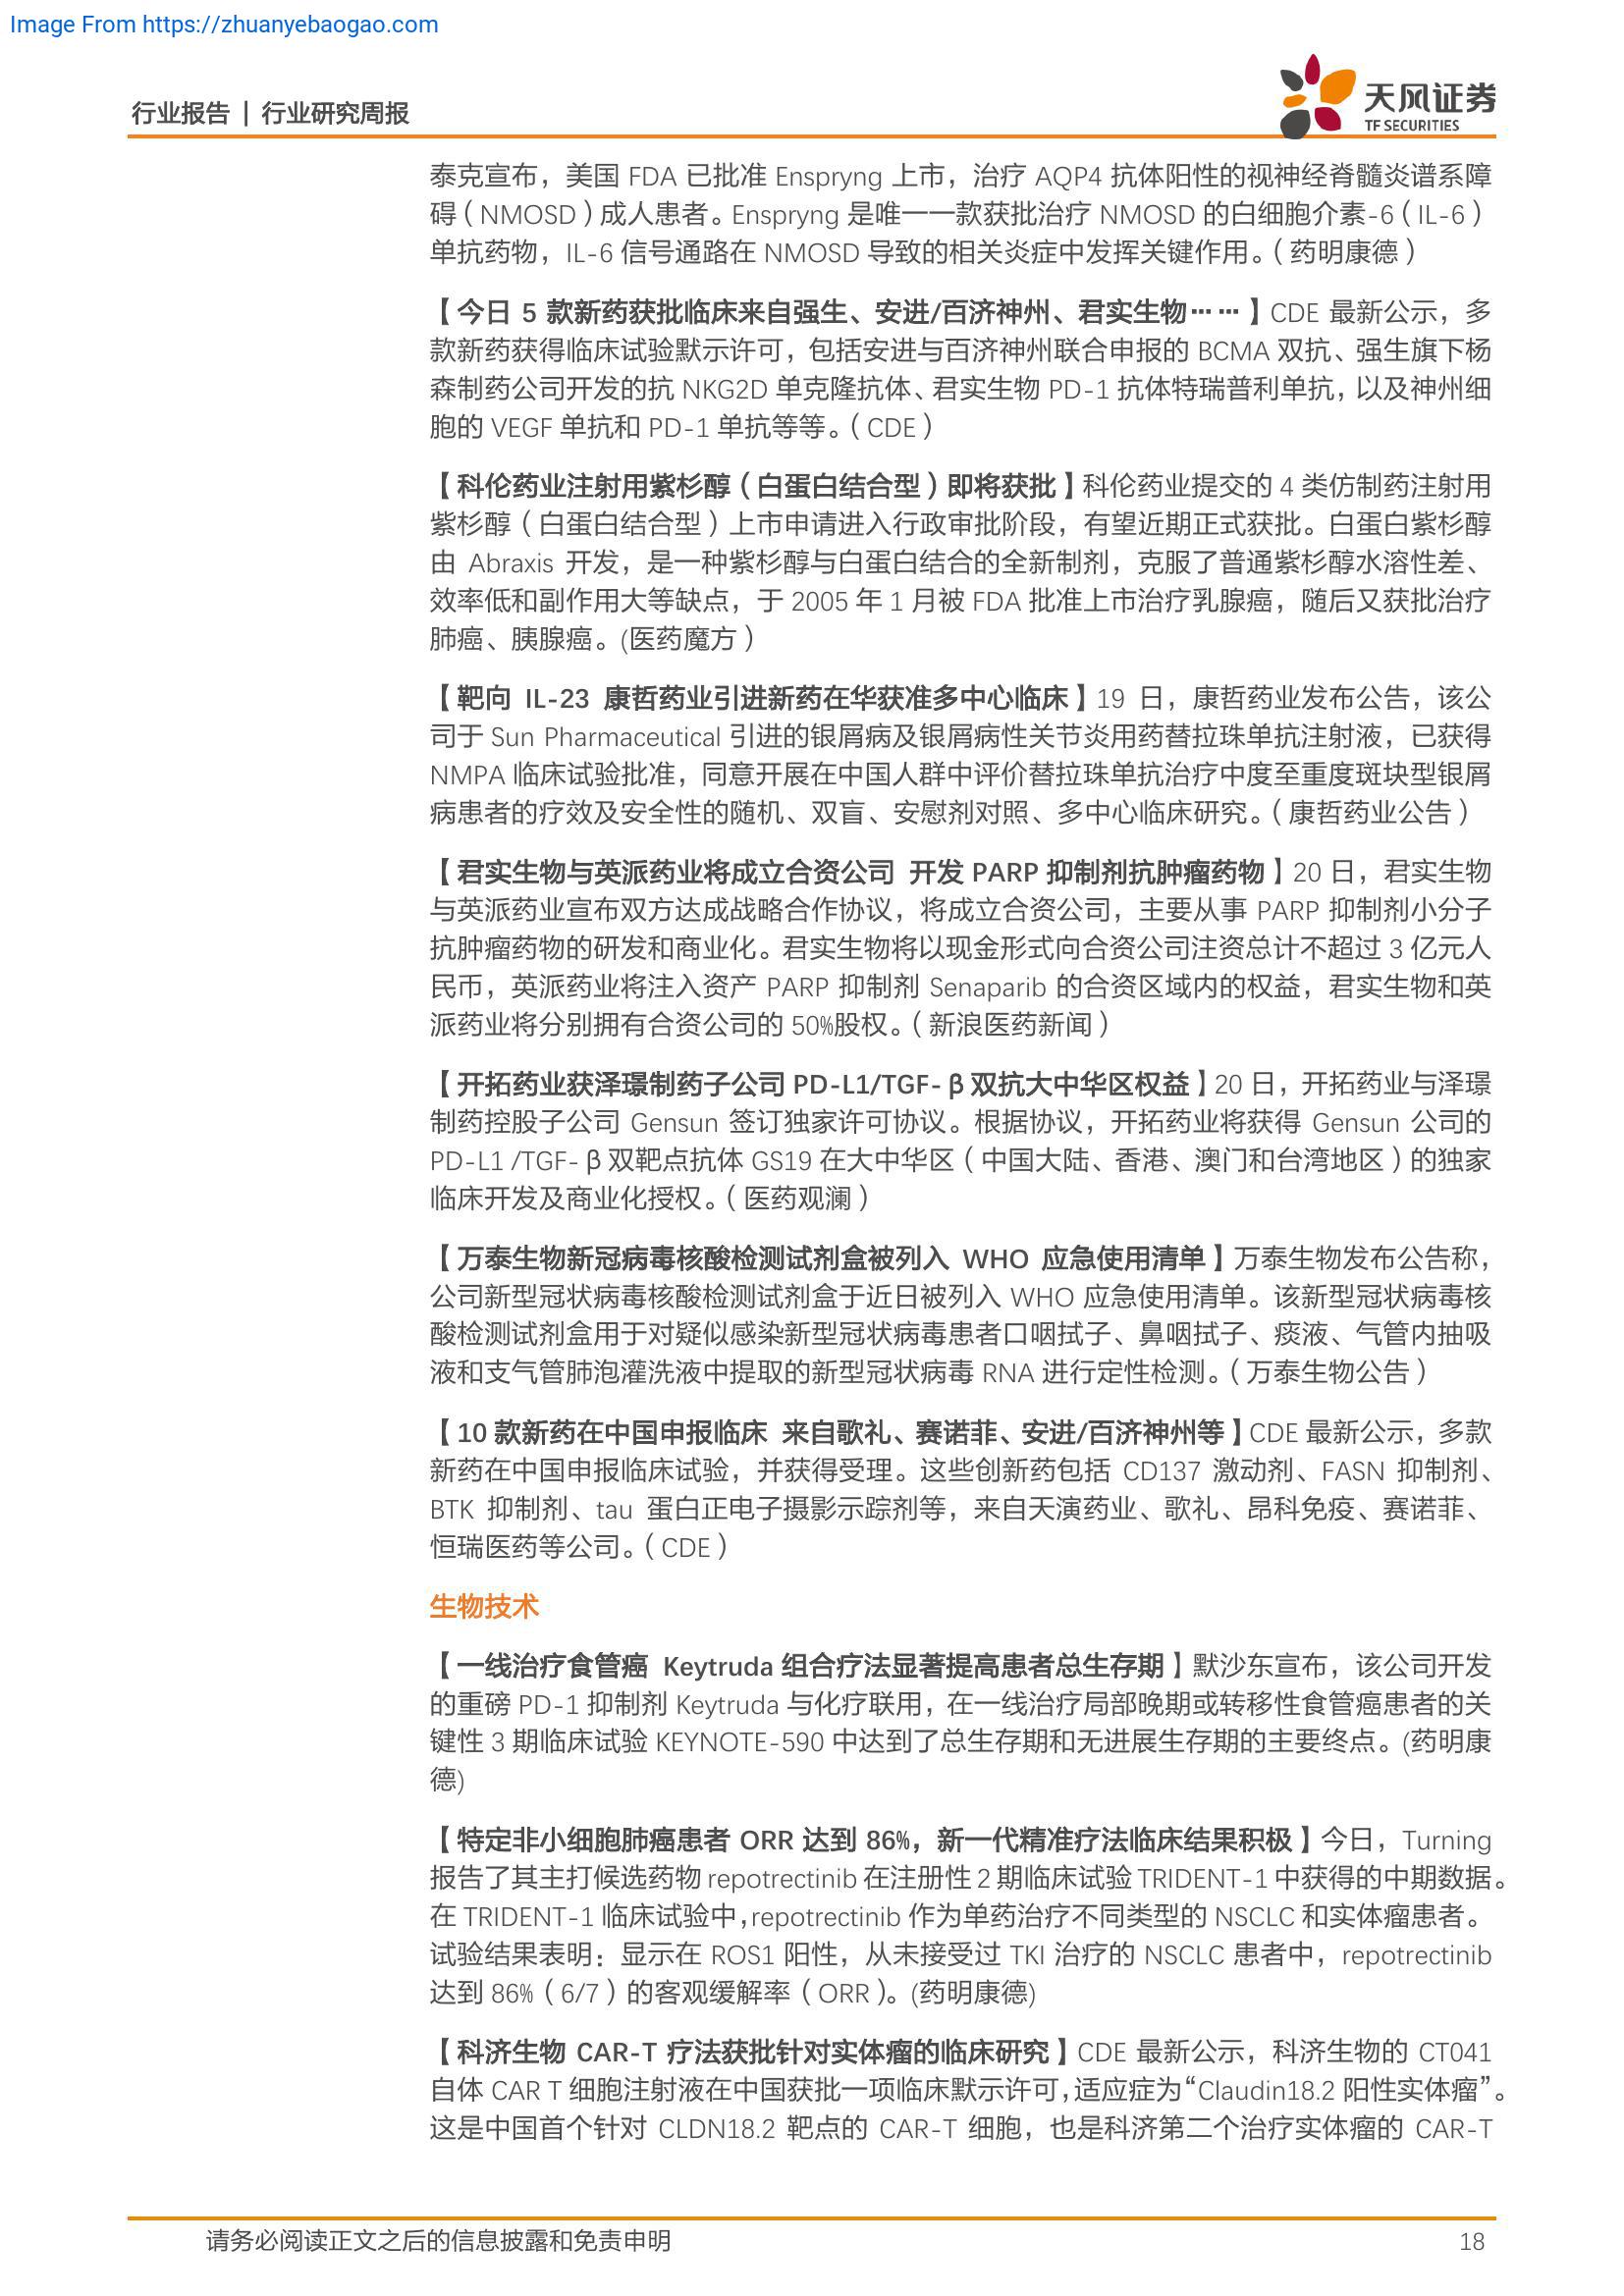 Image From https://zhuanyebaogao.com
行业报告 | 行业研究周报
天风证券
TF SECURITIES
泰克宣布，美国 FDA 已批准 Enspryng 上市，治疗 AQP4 抗体阳性的视神经脊髓炎谱系障
碍（NMOSD）成人患者。Enspryng 是唯一一款获批治疗 NMOSD 的白细胞介素-6（IL-6）
单抗药物，IL-6 信号通路在 NMOSD 导致的相关炎症中发挥关键作用。（药明康德）
【今日 5 款新药获批临床来自强生、安进/百济神州、君实生物……】CDE 最新公示，多
款新药获得临床试验默示许可，包括安进与百济神州联合申报的 BCMA 双抗、强生旗下杨
森制药公司开发的抗 NKG2D 单克隆抗体、君实生物 PD-1 抗体特瑞普利单抗，以及神州细
胞的 VEGF 单抗和 PD-1 单抗等等。（CDE）
【科伦药业注射用紫杉醇（白蛋白结合型）即将获批】科伦药业提交的 4 类仿制药注射用
紫杉醇（白蛋白结合型）上市申请进入行政审批阶段，有望近期正式获批。白蛋白紫杉醇
由 Abraxis 开发，是一种紫杉醇与白蛋白结合的全新制剂，克服了普通紫杉醇水溶性差、
效率低和副作用大等缺点，于 2005 年 1 月被 FDA 批准上市治疗乳腺癌，随后又获批治疗
肺癌、胰腺癌。(医药魔方）
【靶向 IL-23 康哲药业引进新药在华获准多中心临床】19 日，康哲药业发布公告，该公
司于 Sun Pharmaceutical 引进的银屑病及银屑病性关节炎用药替拉珠单抗注射液，已获得
NMPA 临床试验批准，同意开展在中国人群中评价替拉珠单抗治疗中度至重度斑块型银屑
病患者的疗效及安全性的随机、双盲、安慰剂对照、多中心临床研究。（康哲药业公告）
【君实生物与英派药业将成立合资公司 开发 PARP 抑制剂抗肿瘤药物】20 日，君实生物
与英派药业宣布双方达成战略合作协议，将成立合资公司，主要从事 PARP 抑制剂小分子
抗肿瘤药物的研发和商业化。君实生物将以现金形式向合资公司注资总计不超过 3 亿元人
民币，英派药业将注入资产 PARP 抑制剂 Senaparib 的合资区域内的权益，君实生物和英
派药业将分别拥有合资公司的 50%股权。（新浪医药新闻）
【开拓药业获泽璟制药子公司 PD-L1/TGF-β双抗大中华区权益】20 日，开拓药业与泽璟
制药控股子公司 Gensun 签订独家许可协议。根据协议，开拓药业将获得 Gensun 公司的
PD-L1 /TGF-β双靶点抗体 GS19 在大中华区（中国大陆、香港、澳门和台湾地区）的独家
临床开发及商业化授权。（医药观澜）
【万泰生物新冠病毒核酸检测试剂盒被列入 WHO 应急使用清单】万泰生物发布公告称，
公司新型冠状病毒核酸检测试剂盒于近日被列入 WHO 应急使用清单。该新型冠状病毒核
酸检测试剂盒用于对疑似感染新型冠状病毒患者口咽拭子、鼻咽拭子、痰液、气管内抽吸
液和支气管肺泡灌洗液中提取的新型冠状病毒 RNA 进行定性检测。（万泰生物公告）
【10 款新药在中国申报临床 来自歌礼、赛诺菲、安进/百济神州等】CDE 最新公示，多款
新药在中国申报临床试验，并获得受理。这些创新药包括 CD137 激动剂、FASN 抑制剂、
BTK 抑制剂、tau 蛋白正电子摄影示踪剂等，来自天演药业、歌礼、昂科免疫、赛诺菲、
恒瑞医药等公司。（CDE）
生物技术
【一线治疗食管癌 Keytruda 组合疗法显著提高患者总生存期】默沙东宣布，该公司开发
的重磅 PD-1 抑制剂 Keytruda 与化疗联用，在一线治疗局部晚期或转移性食管癌患者的关
键性 3 期临床试验 KEYNOTE-590 中达到了总生存期和无进展生存期的主要终点。(药明康
德)
【特定非小细胞肺癌患者 ORR 达到 86%，新一代精准疗法临床结果积极】今日，Turning
报告了其主打候选药物 repotrectinib 在注册性 2 期临床试验 TRIDENT-1 中获得的中期数据。
在 TRIDENT-1 临床试验中，repotrectinib 作为单药治疗不同类型的 NSCLC 和实体瘤患者。
试验结果表明：显示在 ROS1 阳性，从未接受过 TKI 治疗的 NSCLC 患者中，repotrectinib
达到 86%（6/7）的客观缓解率（ORR）。(药明康德)
【科济生物 CAR-T 疗法获批针对实体瘤的临床研究】CDE 最新公示，科济生物的 CT041
自体 CAR T 细胞注射液在中国获批一项临床默示许可，适应症为“Claudin18.2 阳性实体瘤”。
这是中国首个针对 CLDN18.2 靶点的 CAR-T 细胞，也是科济第二个治疗实体瘤的 CAR-T
请务必阅读正文之后的信息披露和免责申明
18